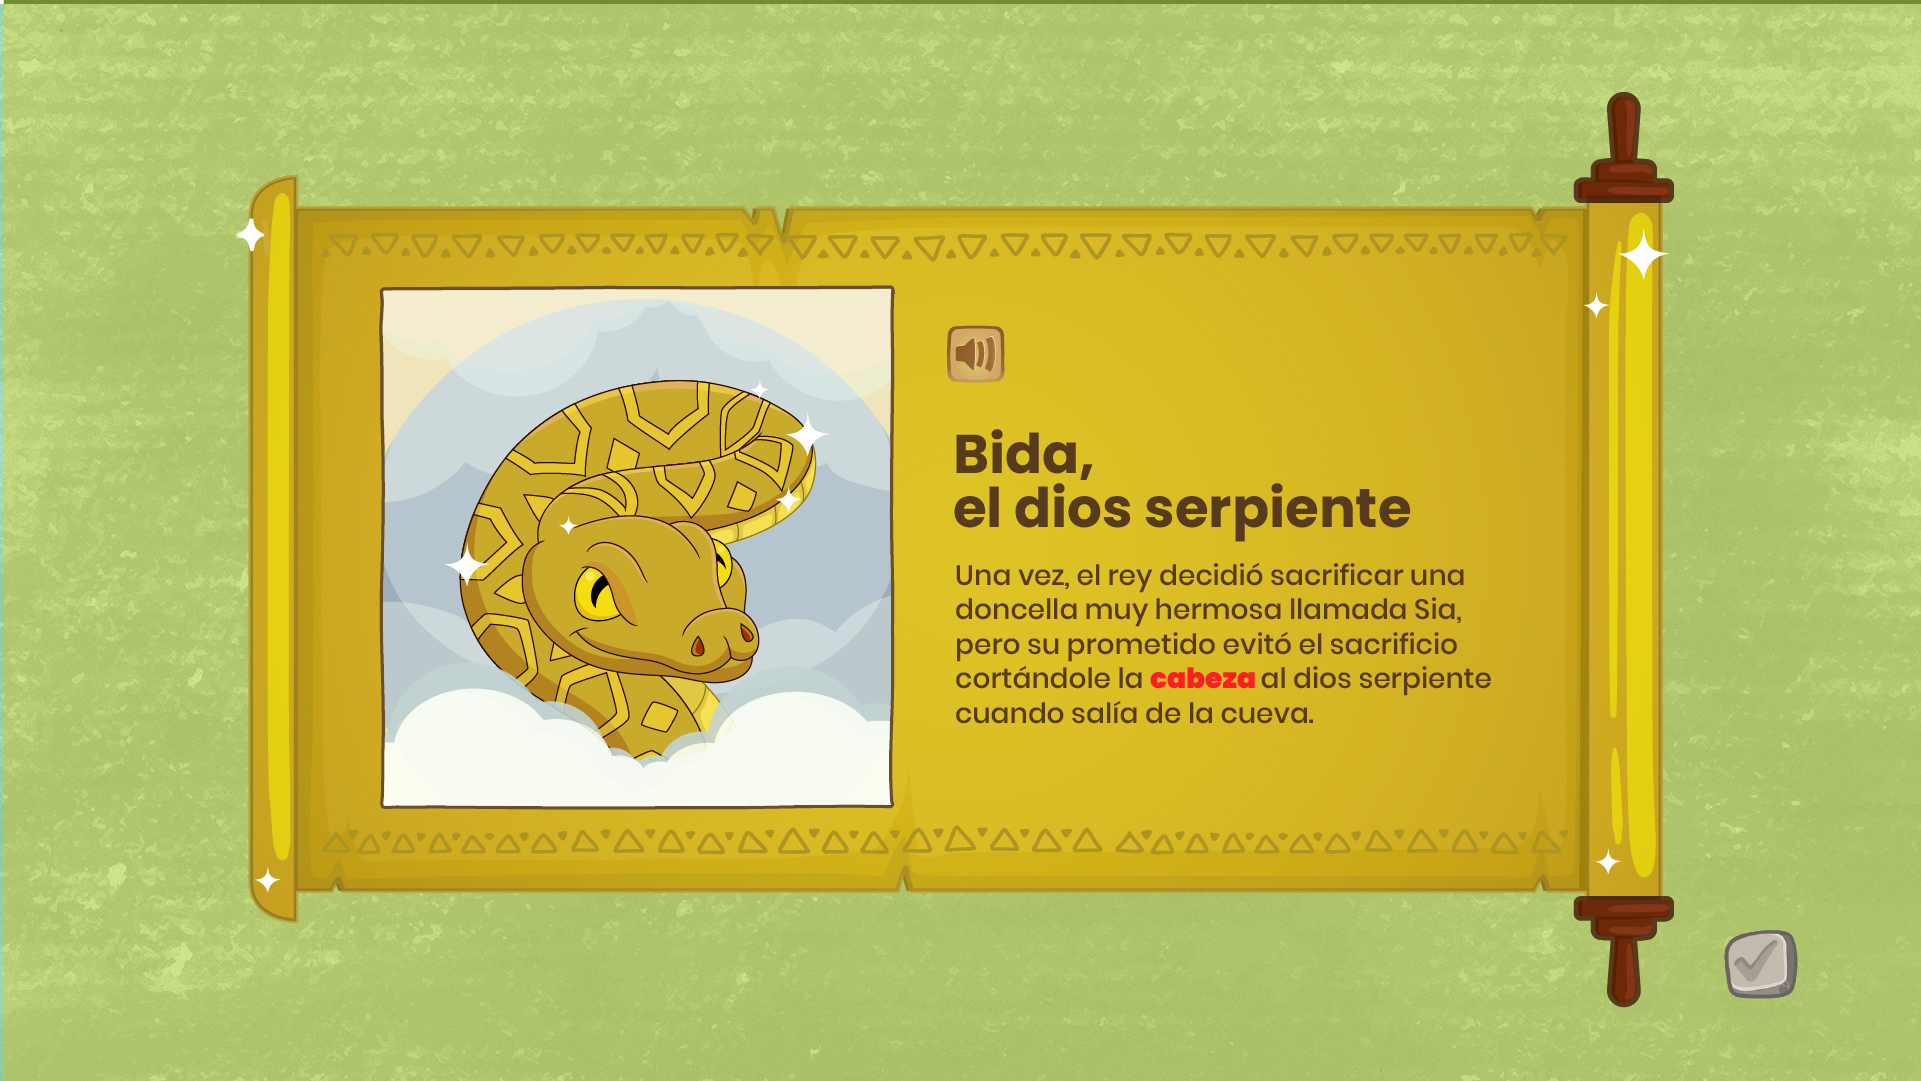 Bida,
el dios serpiente
Una vez, el rey decidió sacrificar una
doncella muy hermosa llamada Sia,
pero su prometido evitó el sacrificio
cortándole la cabeza al dios serpiente
cuando salía de la cueva.